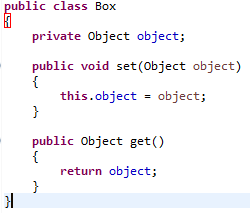 public class Box
{
    private Object object;
    public void set(Object object)
    {
        this.object = object;
    }
    public Object get()
    {
        return object;
    }
}